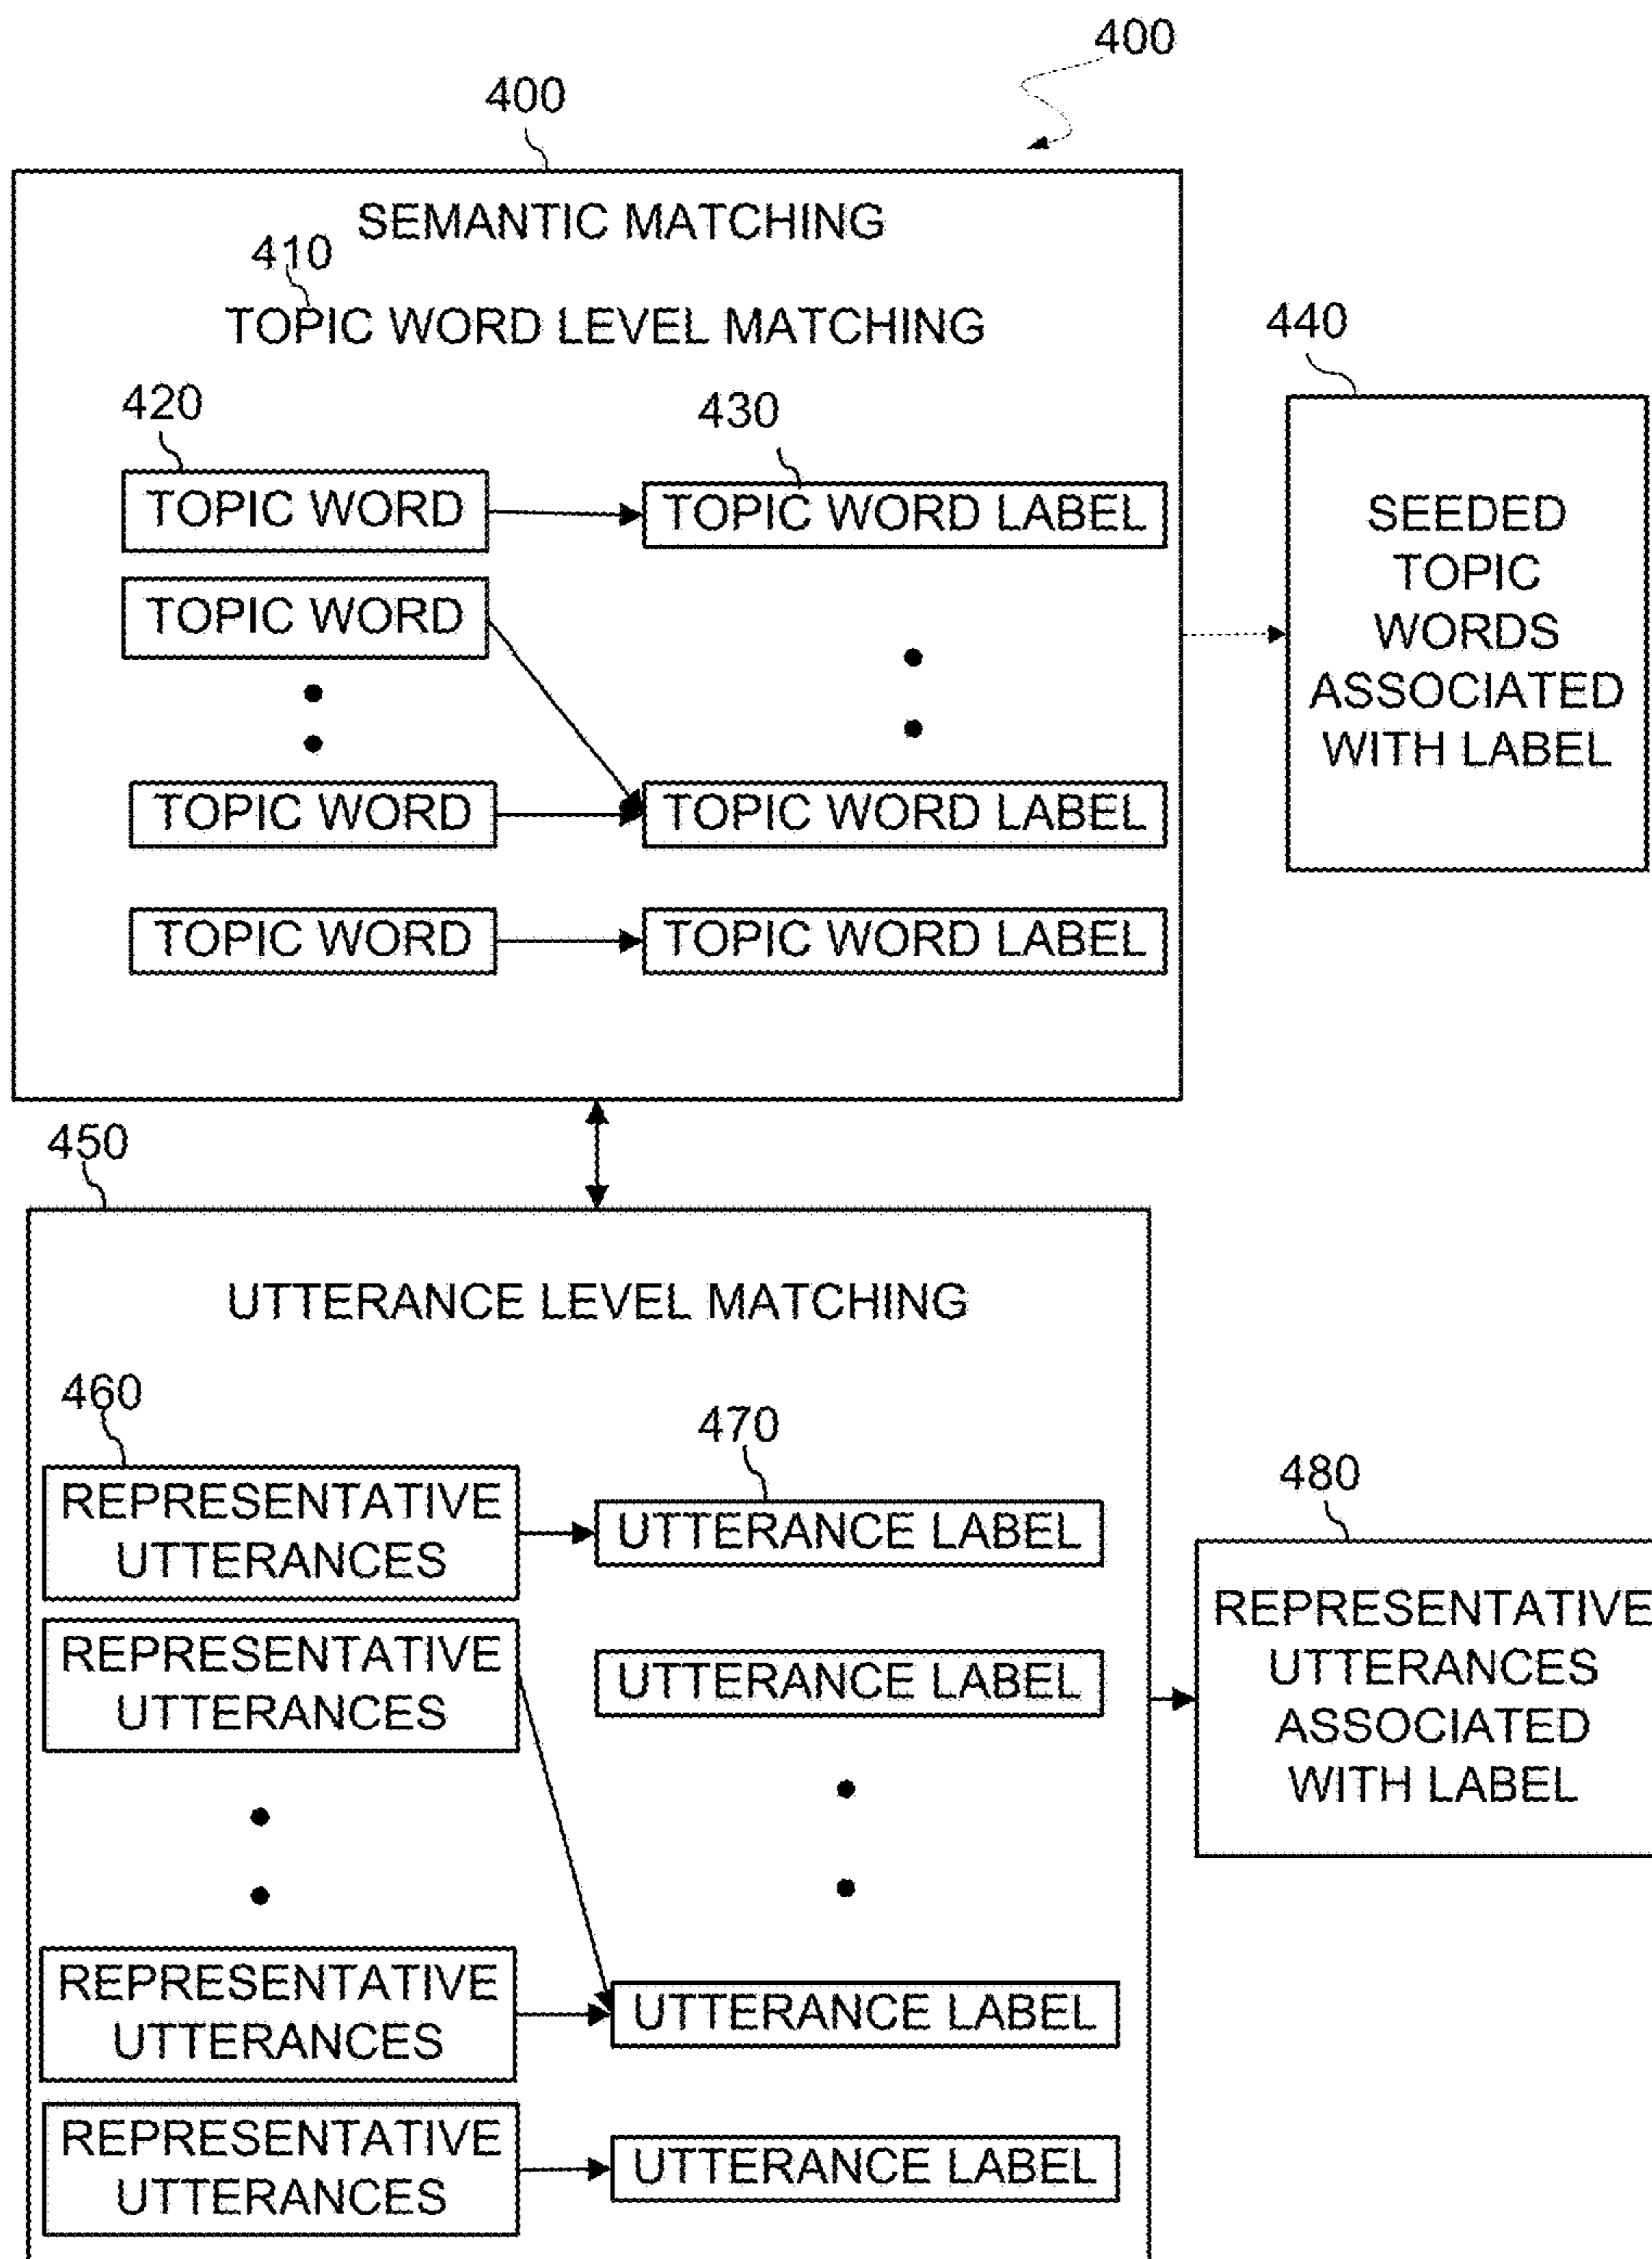 400
400
SEMANTIC MATCHING
410
TOPIC WORD LEVEL MATCHING
420
430
TOPIC WORD
TOPIC WORD LABEL
TOPIC WORD
TOPIC WORD
TOPIC WORD LABEL
TOPIC WORD
TOPIC WORD LABEL
440
SEEDED
TOPIC
WORDS
ASSOCIATED
WITH LABEL
450
UTTERANCE LEVEL MATCHING
460
470
REPRESENTATIVE
UTTERANCES
UTTERANCE LABEL
REPRESENTATIVE
UTTERANCES
UTTERANCE LABEL
REPRESENTATIVE
UTTERANCES
UTTERANCE LABEL
REPRESENTATIVE
UTTERANCES
UTTERANCE LABEL
480
REPRESENTATIVE
UTTERANCES
ASSOCIATED
WITH LABEL